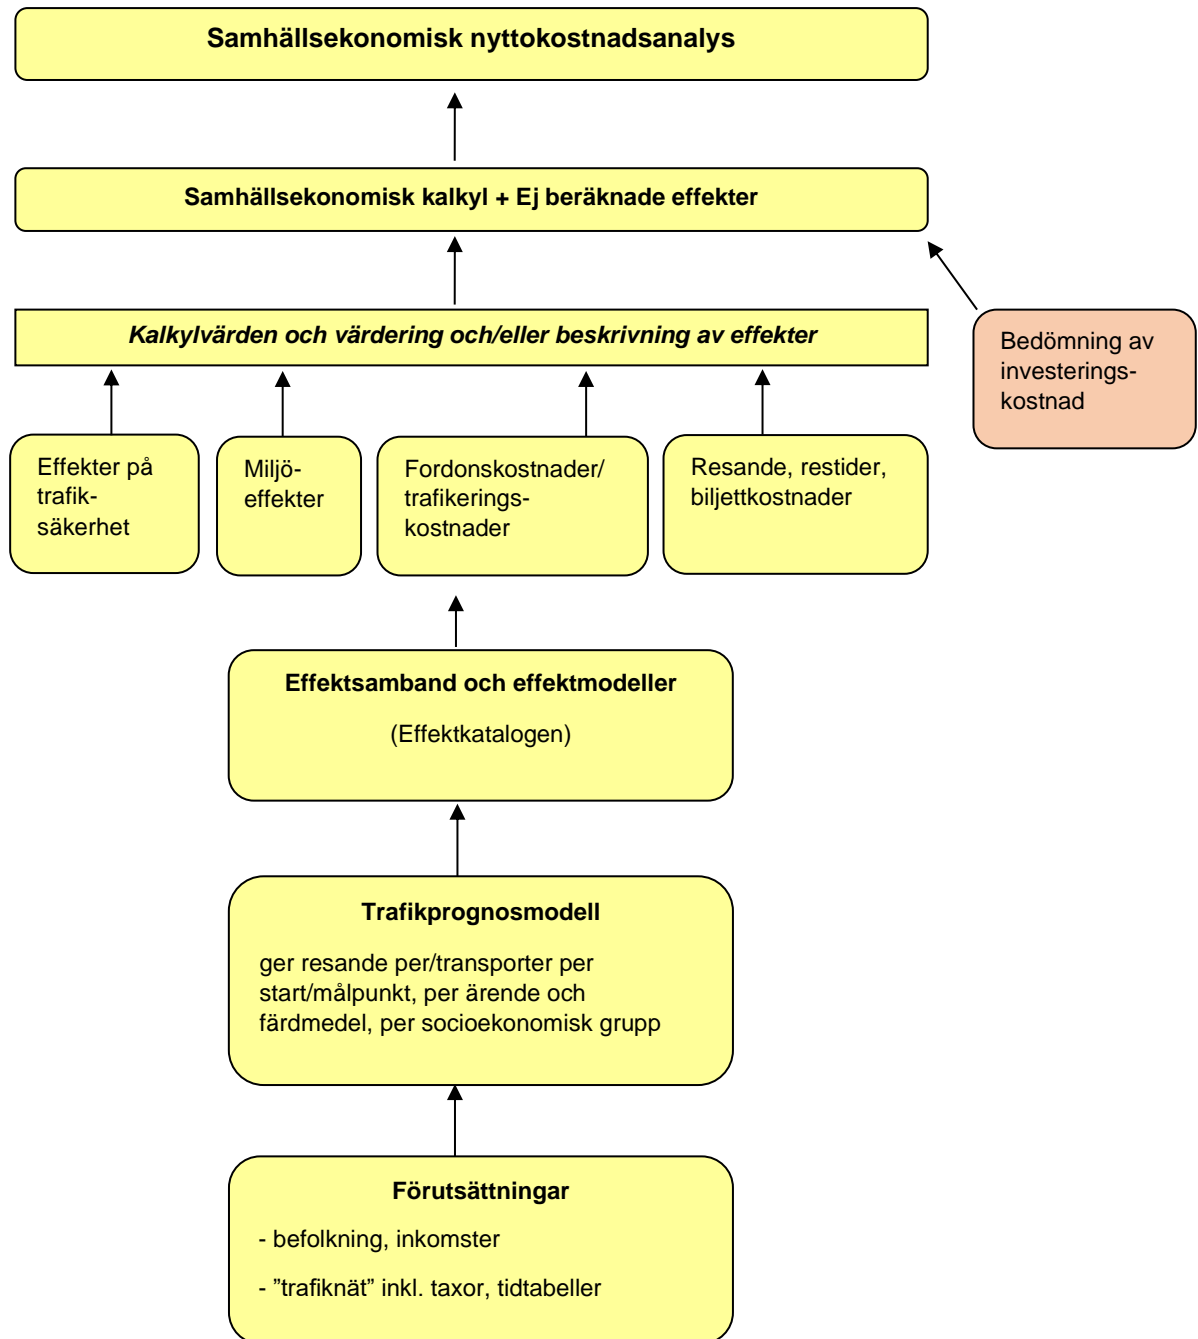 Samhällsekonomisk nyttokostnadsanalys
Samhällsekonomisk kalkyl + Ej beräknade effekter
Kalkylvärden och värdering och/eller beskrivning av effekter
Bedömning av
investerings-
kostnad
Effekter på
trafik-
säkerhet
Miljö-
effekter
Fordonskostnader/
trafikerings-
kostnader
Resande, restider,
biljettkostnader
Effektsamband och effektmodeller
(Effektkatalogen)
Trafikprognosmodell
ger resande per/transporter per
start/målpunkt, per ärende och
färdmedel, per socioekonomisk grupp
Förutsättningar
- befolkning, inkomster
- ”trafiknät” inkl. taxor, tidtabeller